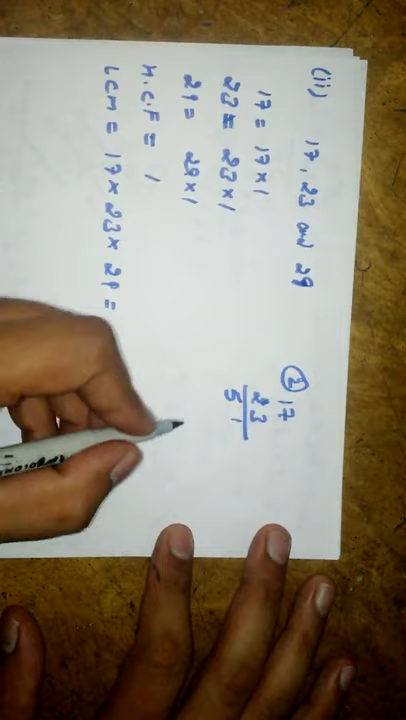 (ii) 17, 23 and 29
17 = 17×1
23 = 23×1
29 = 29×1
H.C.F = 1
LCM = 17×23×29 =
②
17
23
51